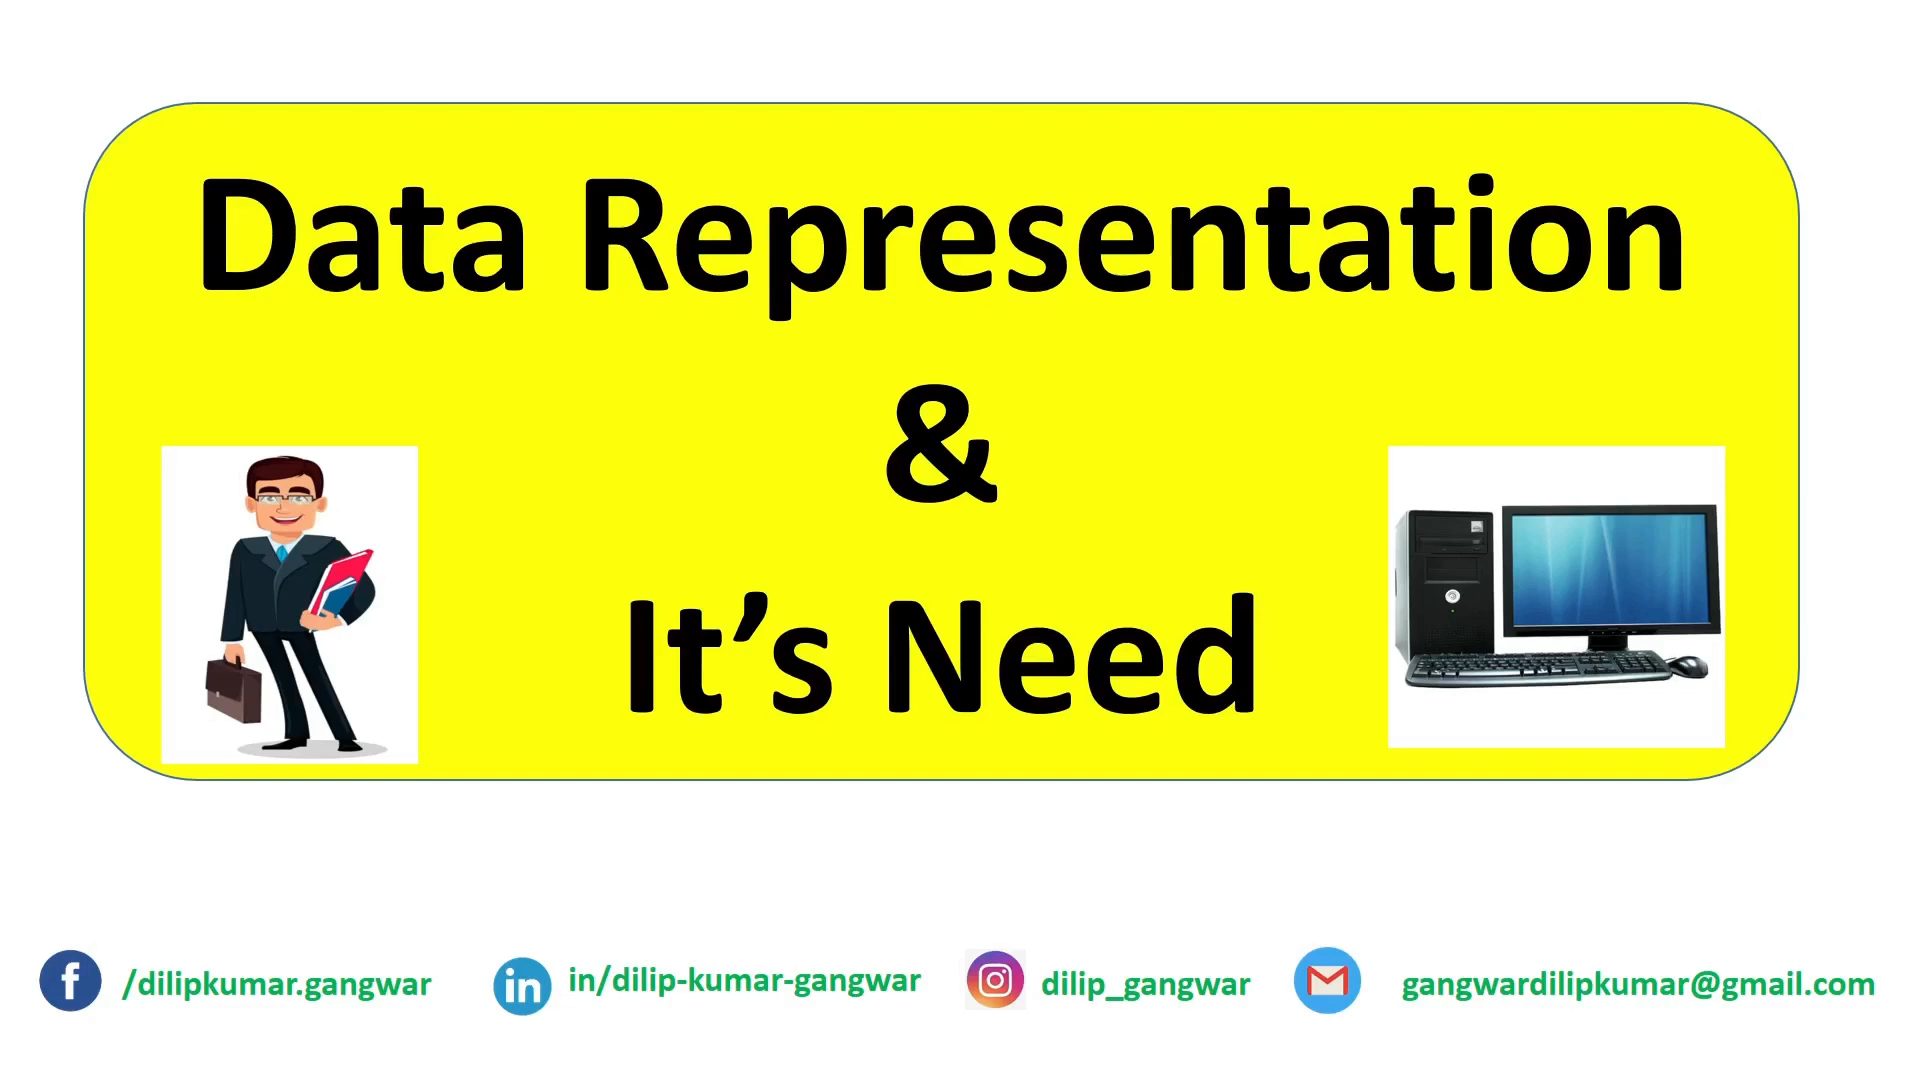 Data Representation
&
It’s Need
/dilipkumar.gangwar
in/dilip-kumar-gangwar
dilip_gangwar
gangwardilipkumar@gmail.com